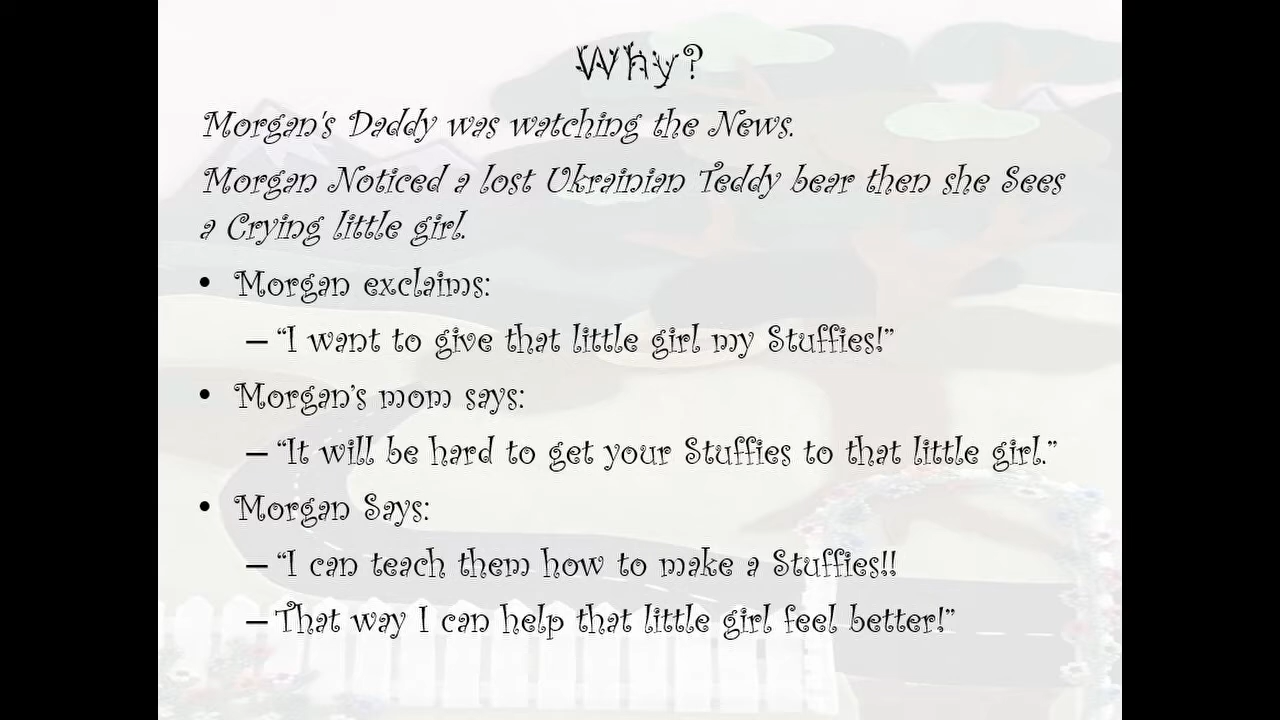 Why?
Morgan's Daddy was watching the News.
Morgan Noticed a lost Ukrainian Teddy bear then she Sees
a Crying little girl.
• Morgan exclaims:
– “I want to give that little girl my Stuffies!”
• Morgan’s mom says:
– “It will be hard to get your Stuffies to that little girl.”
• Morgan Says:
– “I can teach them how to make a Stuffies!!
– That way I can help that little girl feel better!”